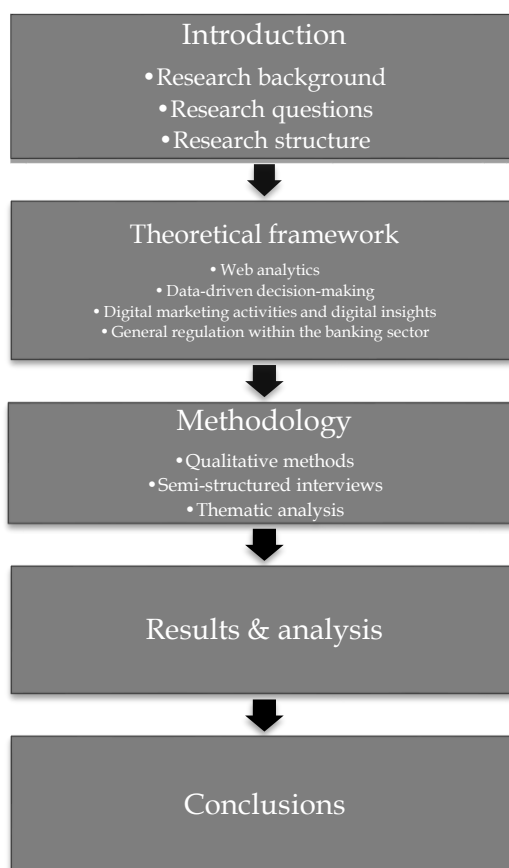 Introduction
•Research background
•Research questions
•Research structure
Theoretical framework
• Web analytics
• Data-driven decision-making
• Digital marketing activities and digital insights
• General regulation within the banking sector
Methodology
•Qualitative methods
•Semi-structured interviews
•Thematic analysis
Results & analysis
Conclusions